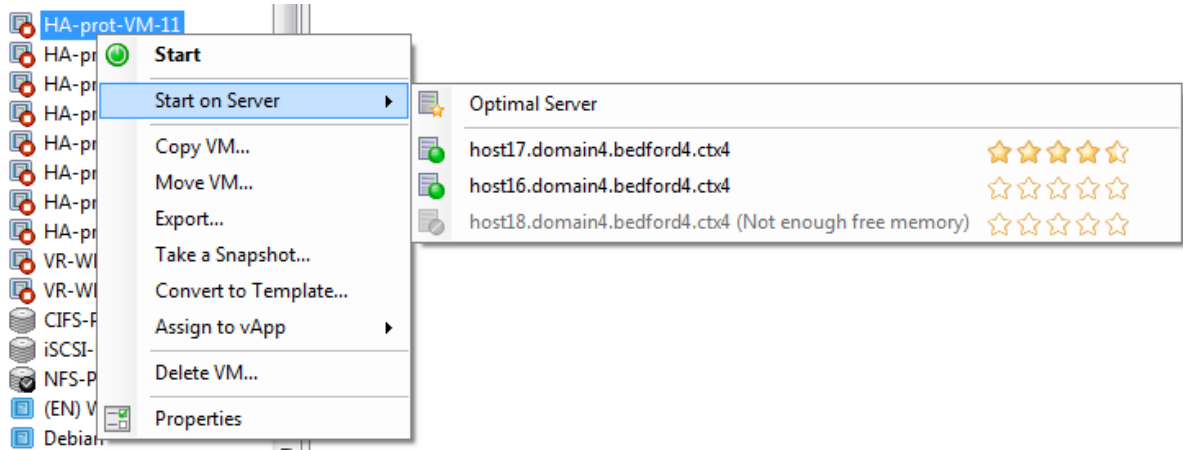 HA-prot-VM-11
HA-pr
Start
HA-pr
Start on Server
Optimal Server
HA-pr
HA-pr
Copy VM...
host17.domain4.bedford4.ctx4
HA-pr
Move VM...
host16.domain4.bedford4.ctx4
HA-pr
Export...
host18.domain4.bedford4.ctx4 (Not enough free memory)
HA-pr
VR-WI
Take a Snapshot...
VR-WI
Convert to Template...
CIFS-P
Assign to vApp
iSCSI-
NFS-P
Delete VM...
(EN) W
Properties
Debian